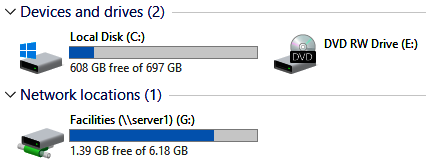 Devices and drives (2)
Local Disk (C:)
608 GB free of 697 GB
DVD RW Drive (E:)
DVD
Network locations (1)
Facilities (\\server1) (G:)
1.39 GB free of 6.18 GB